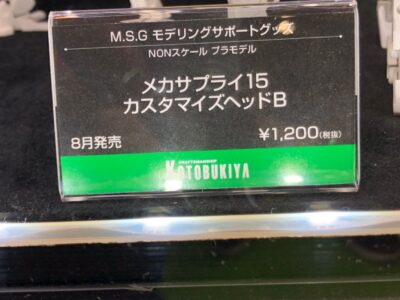 M.S.G モデリングサポートグッズ
NONスケール プラモデル
メカサプライ15
カスタマイズヘッドB
8月発売 ¥1,200(税抜)
CRAFTMANSHIP
KOTOBUKIYA